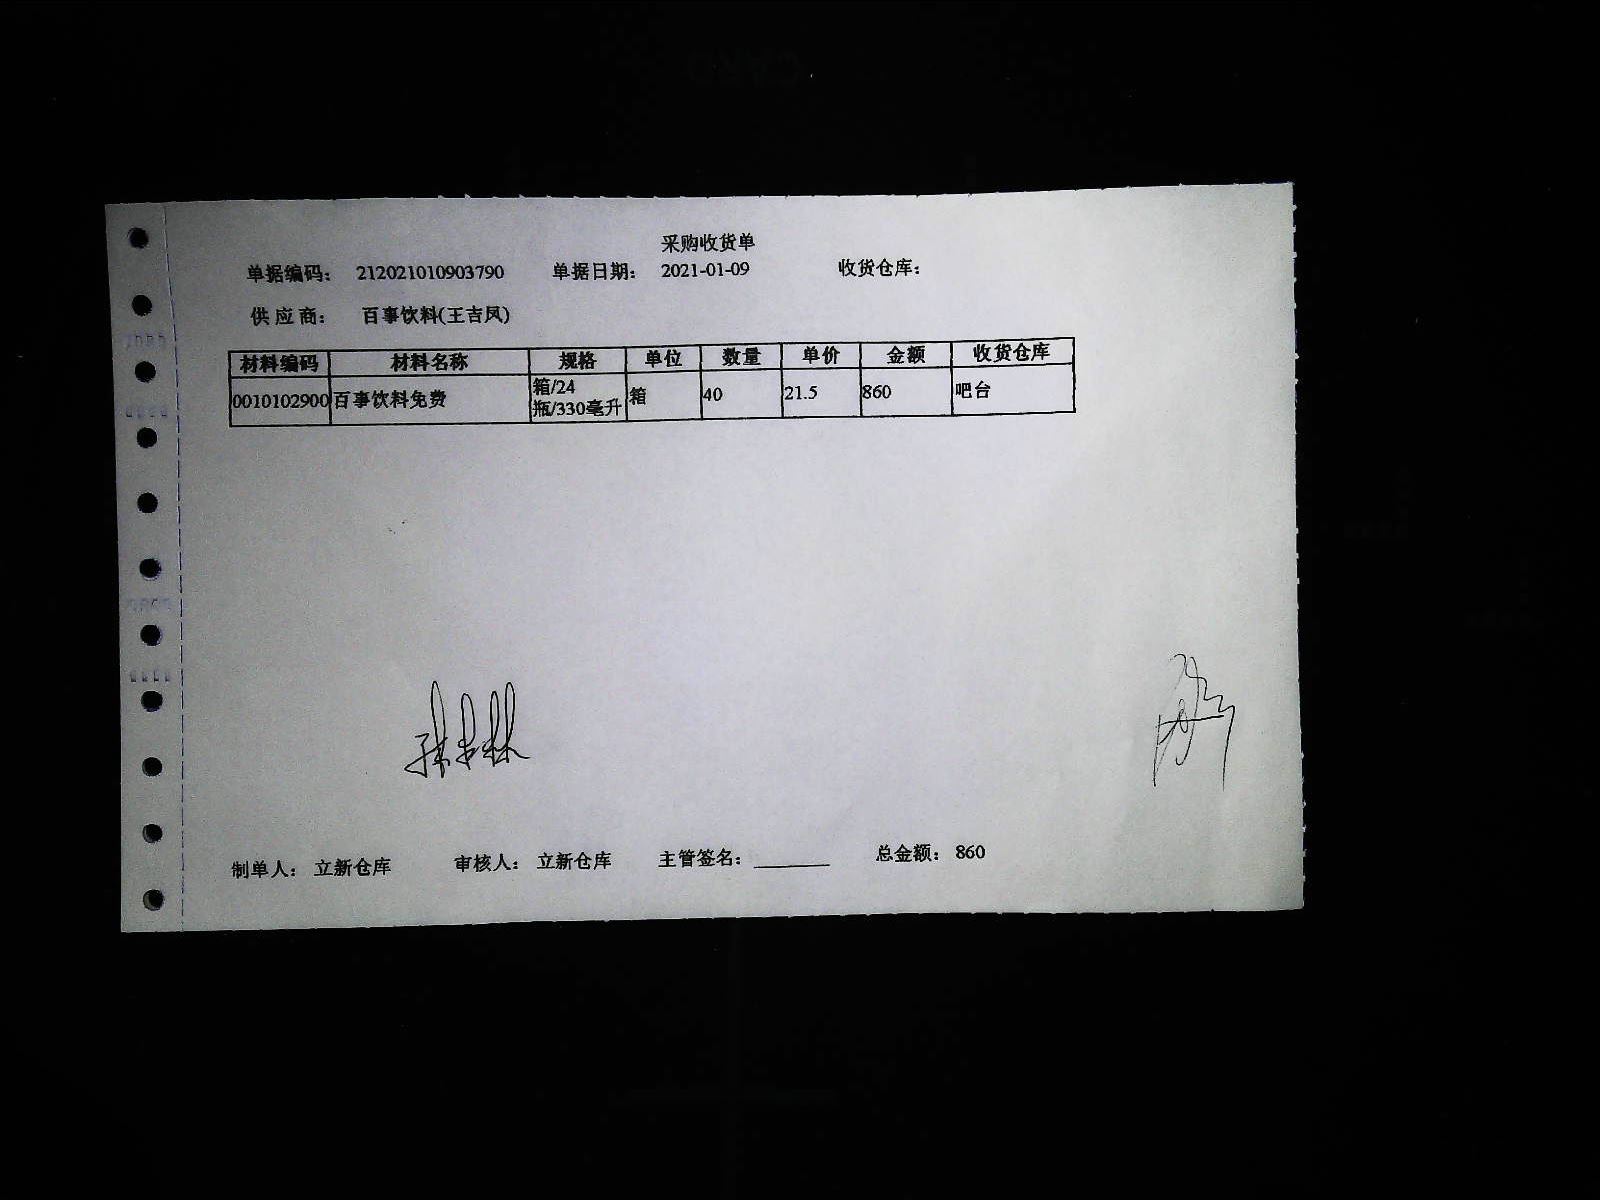 采购收货单
单据编码： 212021010903790 单据日期： 2021-01-09 收货仓库：
供应商： 百事饮料(王吉凤)
材料编码 材料名称 规格 单位 数量 单价 金额 收货仓库
0010102900 百事饮料免费 箱/24瓶/330毫升 箱 40 21.5 860 吧台
制单人： 立新仓库 审核人： 立新仓库 主管签名： 总金额： 860